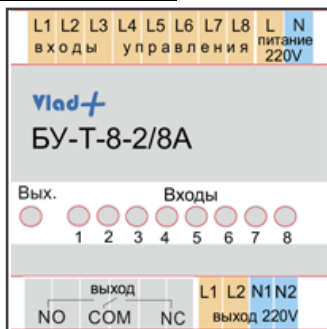 L1 L2 L3 L4 L5 L6 L7 L8 L N
входы управления питание
220V
Vlad+
БУ-Т-8-2/8А
Вых. Входы
1 2 3 4 5 6 7 8
выход L1 L2 N1 N2
NO COM NC выход 220V